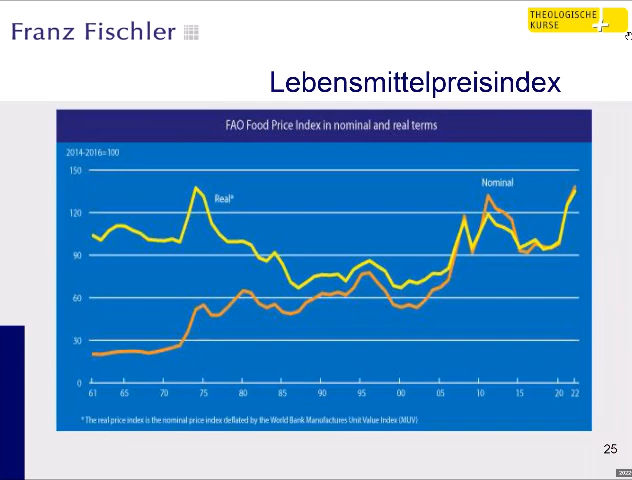 THEOLOGISCHE
KURSE
Franz Fischler
Lebensmittelpreisindex
FAO Food Price Index in nominal and real terms
2014-2016=100
150
120
90
60
30
0
Real*
Nominal
61 65 70 75 80 85 90 95 00 05 10 15 20 22
* The real price index is the nominal price index deflated by the World Bank Manufactures Unit Value Index (MUV)
25
2022